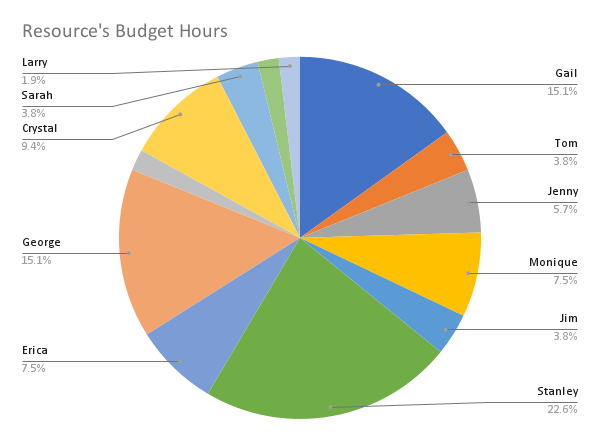 Resource's Budget Hours
Larry
1.9%
Sarah
3.8%
Crystal
9.4%
George
15.1%
Erica
7.5%
Gail
15.1%
Tom
3.8%
Jenny
5.7%
Monique
7.5%
Jim
3.8%
Stanley
22.6%